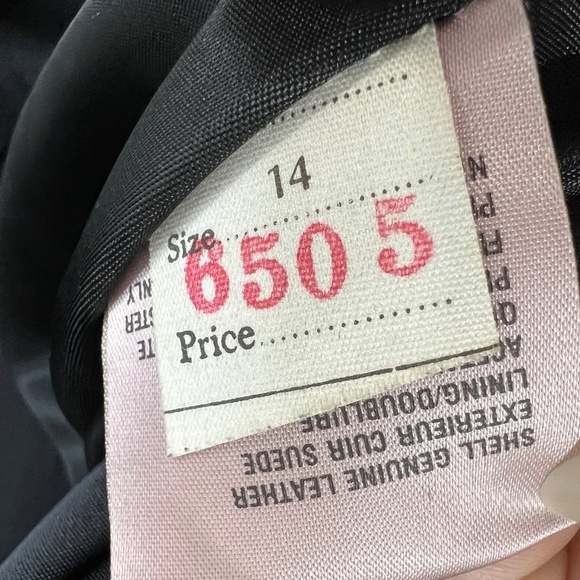 14
Size
650 5
Price
SHELL GENUINE LEATHER
EXTERIEUR CUIR SUEDE
LINING/DOUBLURE